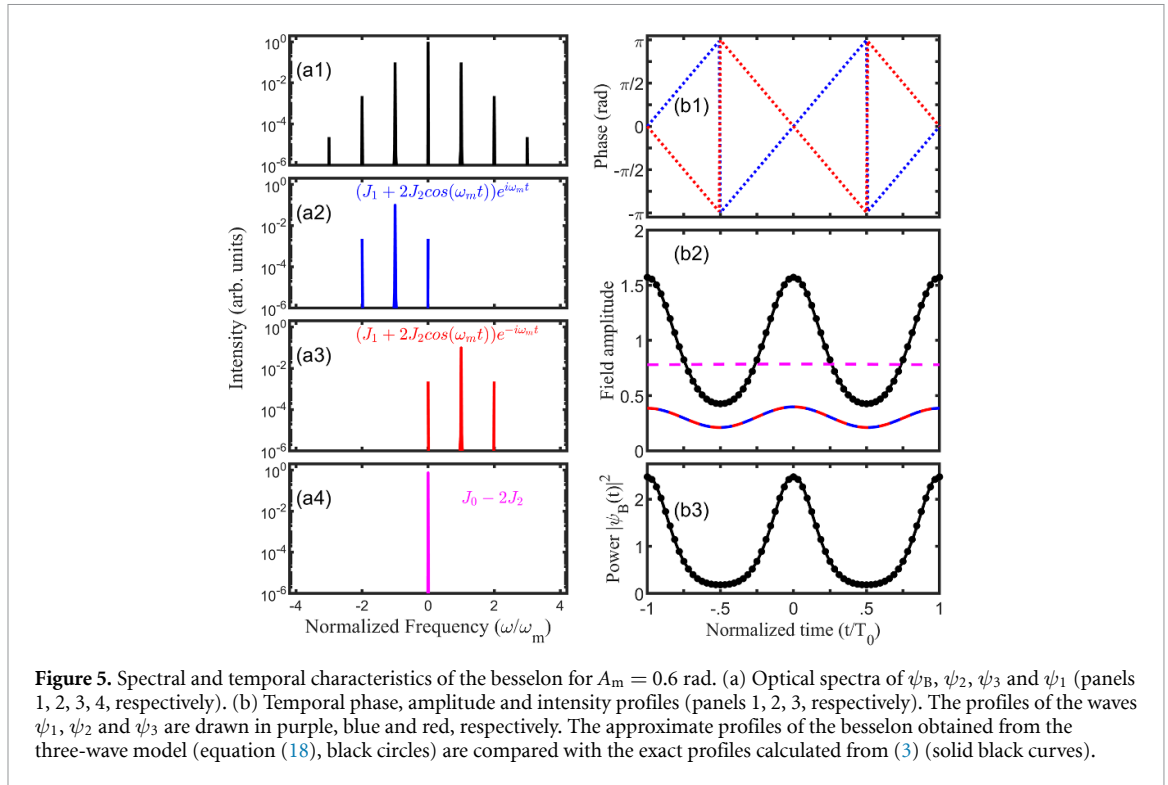 (a1)
10^0
10^-2
10^-4
10^-6
(a2)
(J_1 + 2J_2cos(ω_mt))e^{iω_mt}
10^0
10^-2
10^-4
10^-6
(a3)
(J_1 + 2J_2cos(ω_mt))e^{-iω_mt}
10^0
10^-2
10^-4
10^-6
(a4)
J_0 − 2J_2
10^0
10^-2
10^-4
10^-6
-4 -2 0 2 4
Normalized Frequency (ω/ω_m)
Intensity (arb. units)
(b1)
π
π/2
0
-π/2
-π
Phase (rad)
(b2)
2
1.5
1
0.5
0
Field amplitude
(b3)
2
1
0
Power |ψ_B(t)|^2
-1 -.5 0 .5 1
Normalized time (t/T_0)
Figure 5. Spectral and temporal characteristics of the besselon for A_m = 0.6 rad. (a) Optical spectra of ψ_B, ψ_2, ψ_3 and ψ_1 (panels
1, 2, 3, 4, respectively). (b) Temporal phase, amplitude and intensity profiles (panels 1, 2, 3, respectively). The profiles of the waves
ψ_1, ψ_2 and ψ_3 are drawn in purple, blue and red, respectively. The approximate profiles of the besselon obtained from the
three-wave model (equation (18), black circles) are compared with the exact profiles calculated from (3) (solid black curves).